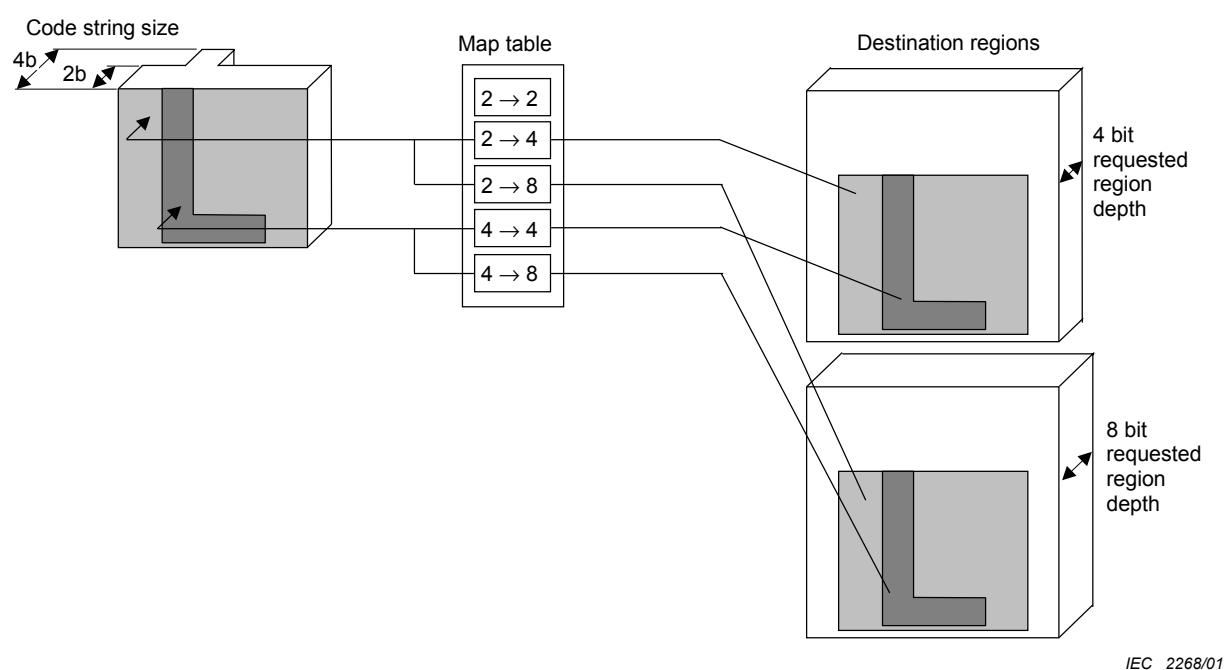 Code string size
4b
2b
Map table
2 → 2
2 → 4
2 → 8
4 → 4
4 → 8
Destination regions
4 bit
requested
region
depth
8 bit
requested
region
depth
IEC 2268/01